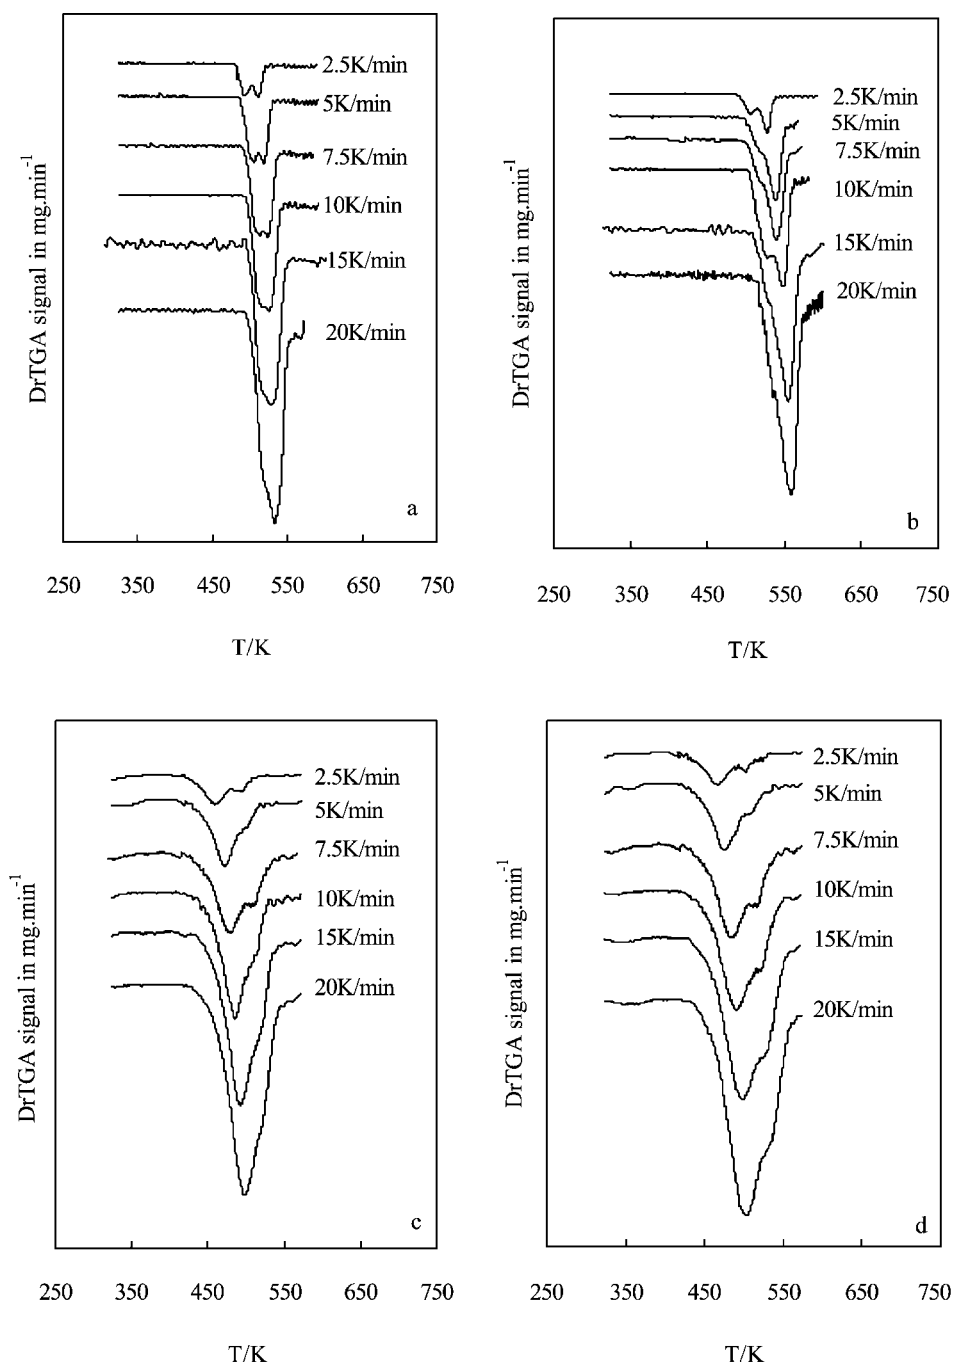 DrTGA signal in mg.min⁻¹
2.5K/min
5K/min
7.5K/min
10K/min
15K/min
20K/min
a
250 350 450 550 650 750
T/K
DrTGA signal in mg.min⁻¹
2.5K/min
5K/min
7.5K/min
10K/min
15K/min
20K/min
b
250 350 450 550 650 750
T/K
DrTGA signal in mg.min⁻¹
2.5K/min
5K/min
7.5K/min
10K/min
15K/min
20K/min
c
250 350 450 550 650 750
T/K
DrTGA signal in mg.min⁻¹
2.5K/min
5K/min
7.5K/min
10K/min
15K/min
20K/min
d
250 350 450 550 650 750
T/K